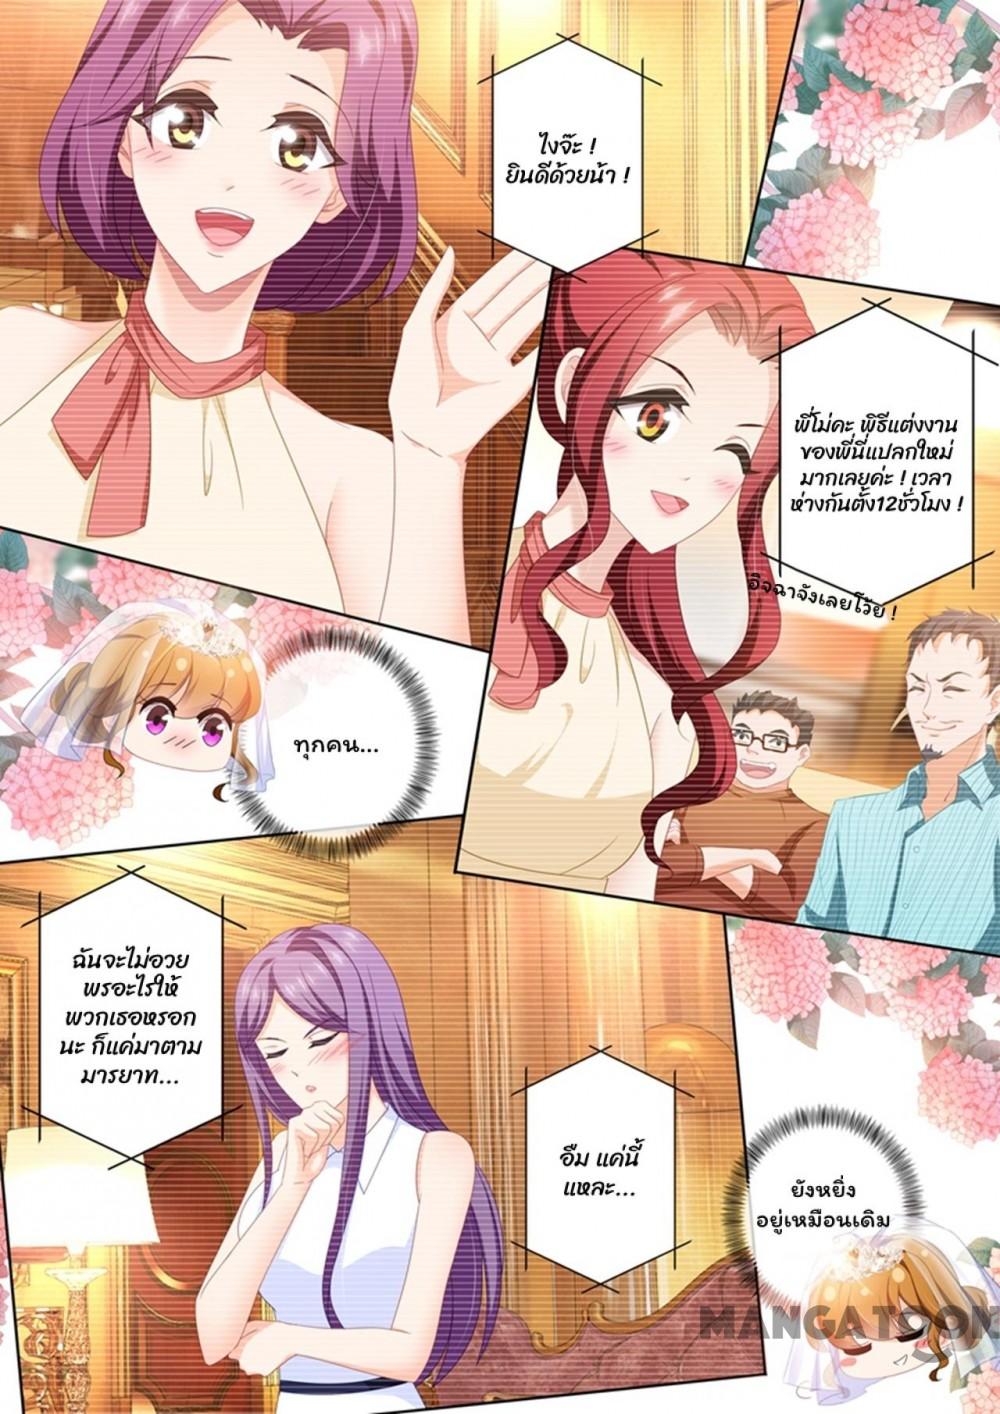 ไงจ๊ะ !
ยินดีด้วยน้า !
พี่โม่คะ พิธีแต่งงาน
ของพี่นี่แปลกใหม่
มากเลยค่ะ ! เวลา
ห่างกันตั้ง12ชั่วโมง !
อิจฉาจังเลยโว้ย !
ทุกคน...
ฉันจะไม่อวย
พรอะไรให้
พวกเธอหรอก
นะ ก็แค่มาตาม
มารยาท...
อืม แค่นี้
แหละ...
ยังหยิ่ง
อยู่เหมือนเดิม
MANGATOON